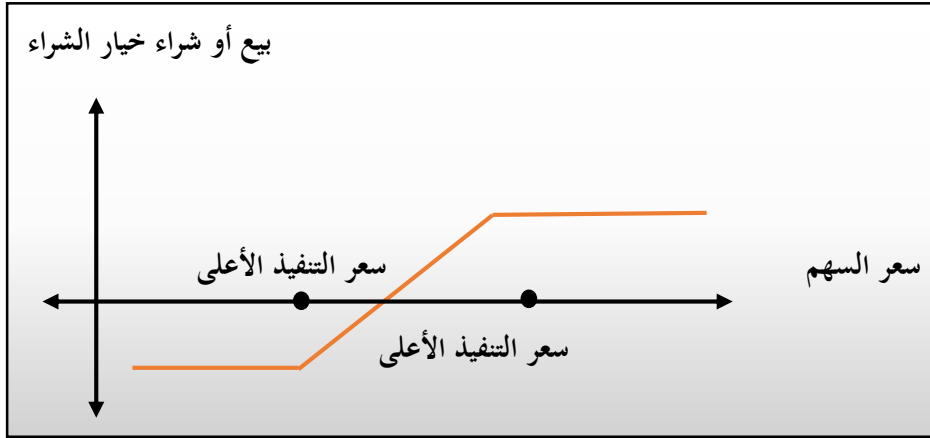 بيع أو شراء خيار الشراء
سعر التنفيذ الأعلى
سعر السهم
سعر التنفيذ الأعلى